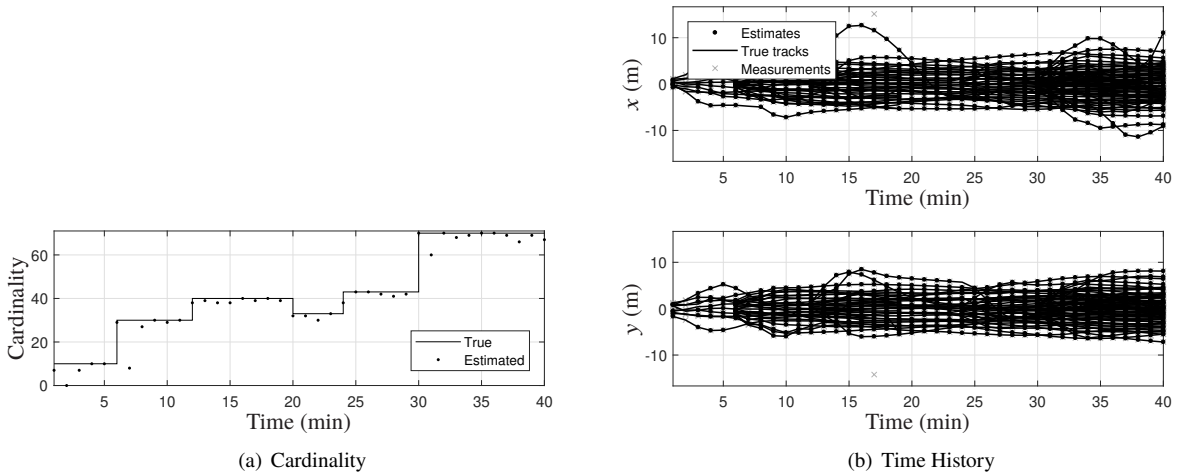 Cardinality
60
40
20
0
True
Estimated
5 10 15 20 25 30 35 40
Time (min)
(a) Cardinality
x (m)
10
0
-10
Estimates
True tracks
Measurements
5 10 15 20 25 30 35 40
Time (min)
y (m)
10
0
-10
5 10 15 20 25 30 35 40
Time (min)
(b) Time History